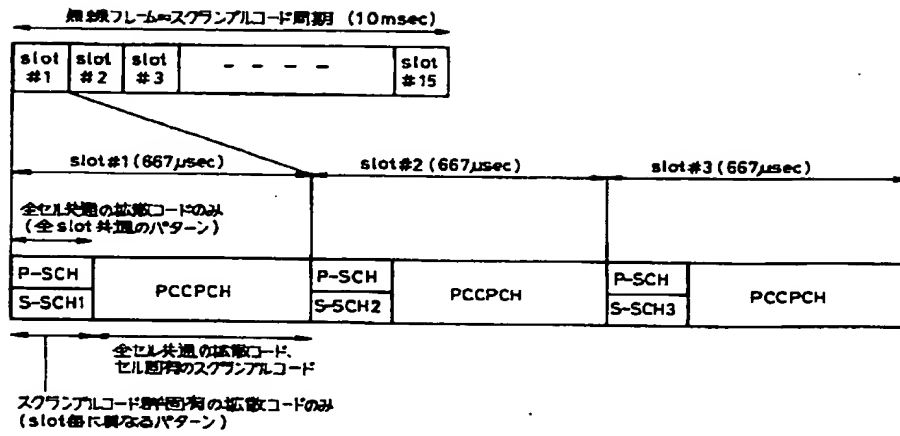 無線フレーム=スクランブルコード周期 (10msec)
slot #1
slot #2
slot #3
slot #15
slot#1 (667μsec)
slot#2 (667μsec)
slot#3 (667μsec)
全セル共通の拡散コードのみ
(全slot共通のパターン)
P-SCH
S-SCH1
PCCPCH
P-SCH
S-SCH2
PCCPCH
P-SCH
S-SCH3
PCCPCH
全セル共通の拡散コード、
セル固有のスクランブルコード
スクランブルコード群固有の拡散コードのみ
(slot毎に異なるパターン)